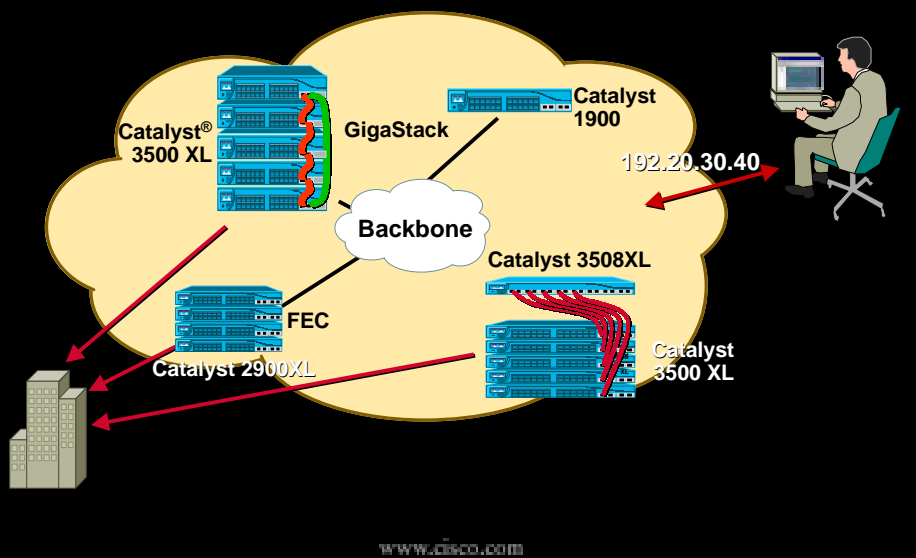 Catalyst®
3500 XL
GigaStack
Catalyst
1900
192.20.30.40
Backbone
Catalyst 3508XL
FEC
Catalyst 2900XL
Catalyst
3500 XL
XL
www.cisco.com